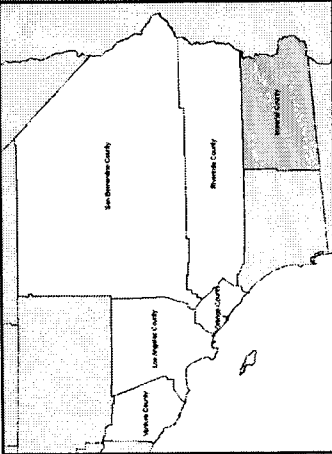 San Bernardino County
Riverside County
Imperial County
Los Angeles County
Orange County
Ventura County